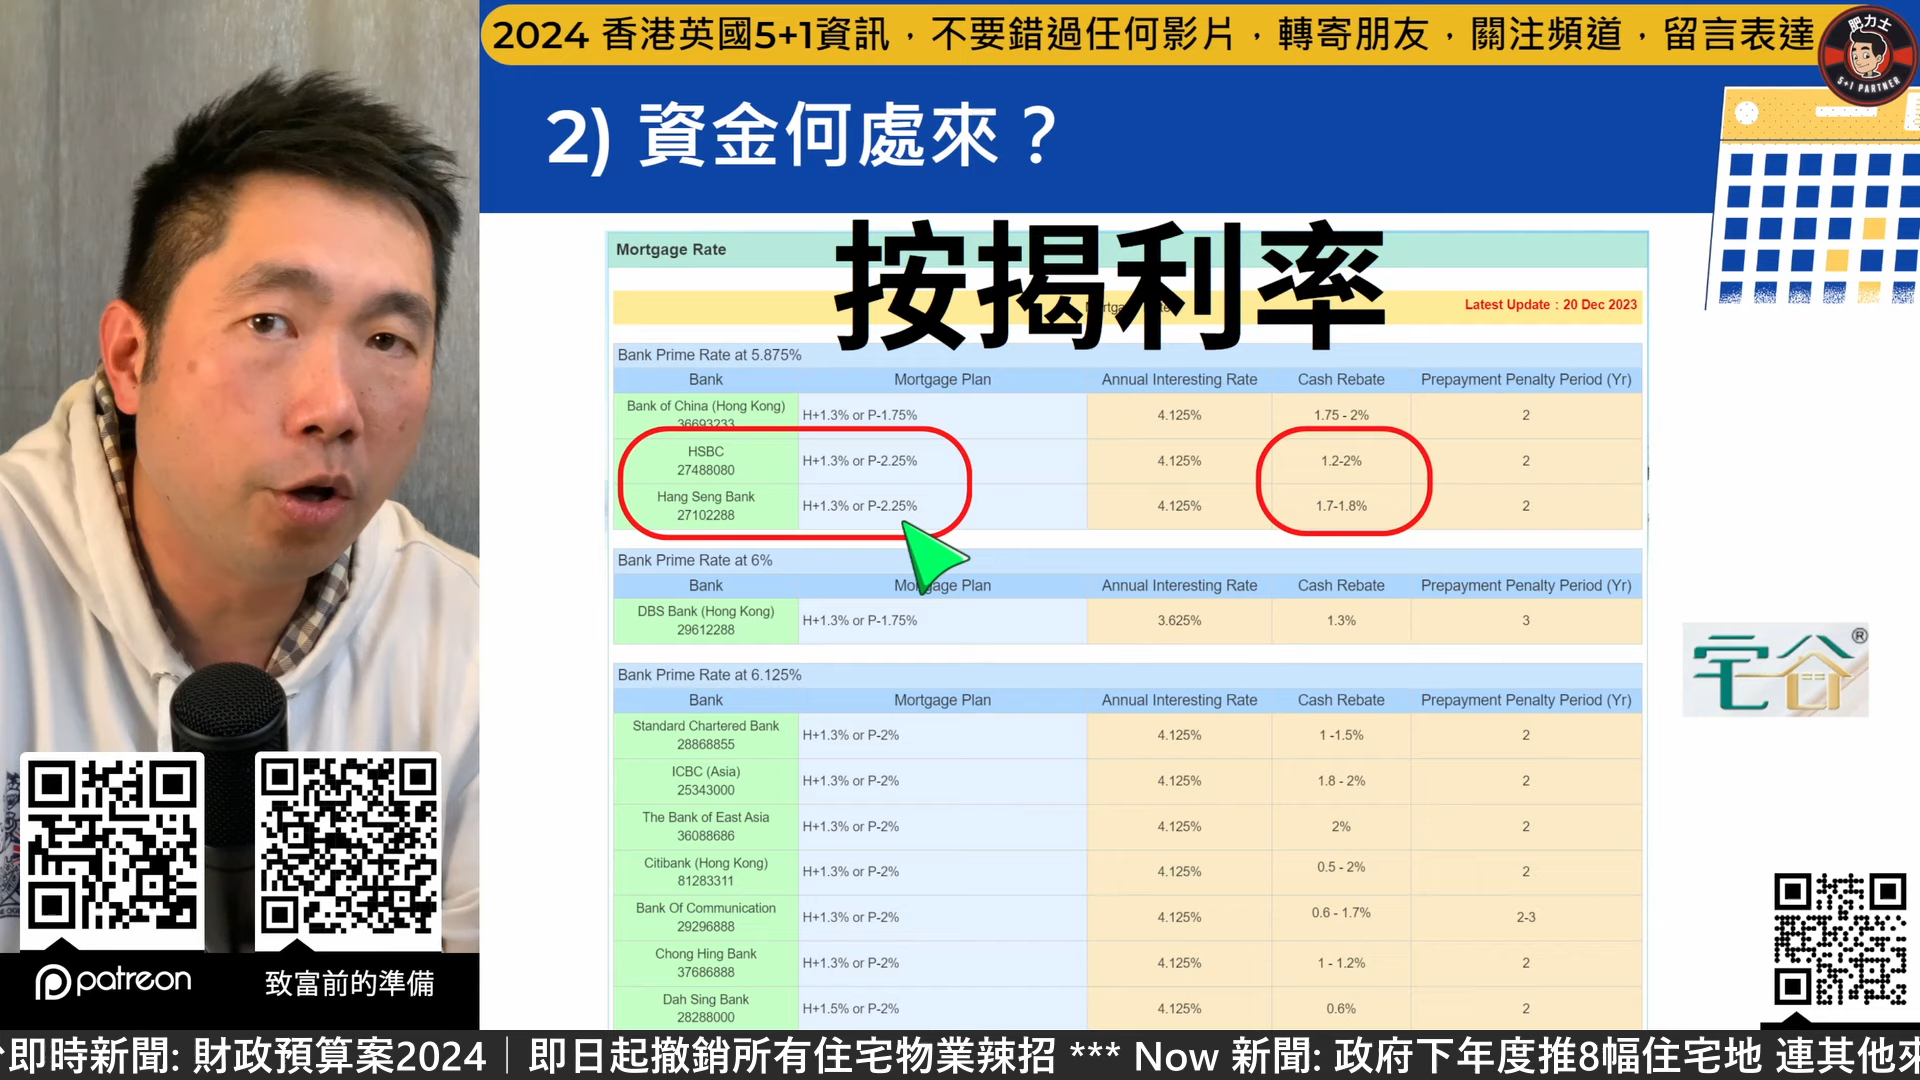 2024 香港英國5+1資訊，不要錯過任何影片，轉寄朋友，關注頻道，留言表達
肥力士
5+1 PARTNER
2) 資金何處來？
按揭利率
Mortgage Rate
Latest Update : 20 Dec 2023
Bank Prime Rate at 5.875%
Bank Mortgage Plan Annual Interesting Rate Cash Rebate Prepayment Penalty Period (Yr)
Bank of China (Hong Kong)
36693233
H+1.3% or P-1.75% 4.125% 1.75 - 2% 2
HSBC
27488080
H+1.3% or P-2.25% 4.125% 1.2-2% 2
Hang Seng Bank
27102288
H+1.3% or P-2.25% 4.125% 1.7-1.8% 2
Bank Prime Rate at 6%
Bank Mortgage Plan Annual Interesting Rate Cash Rebate Prepayment Penalty Period (Yr)
DBS Bank (Hong Kong)
29612288
H+1.3% or P-1.75% 3.625% 1.3% 3
Bank Prime Rate at 6.125%
Bank Mortgage Plan Annual Interesting Rate Cash Rebate Prepayment Penalty Period (Yr)
Standard Chartered Bank
28868855
H+1.3% or P-2% 4.125% 1 -1.5% 2
ICBC (Asia)
25343000
H+1.3% or P-2% 4.125% 1.8 - 2% 2
The Bank of East Asia
36088686
H+1.3% or P-2% 4.125% 2% 2
Citibank (Hong Kong)
81283311
H+1.3% or P-2% 4.125% 0.5 - 2% 2
Bank Of Communication
29296888
H+1.3% or P-2% 4.125% 0.6 - 1.7% 2-3
Chong Hing Bank
37686888
H+1.3% or P-2% 4.125% 1 - 1.2% 2
Dah Sing Bank
28288000
H+1.5% or P-2% 4.125% 0.6% 2
宅谷®
patreon
致富前的準備
即時新聞: 財政預算案2024｜即日起撤銷所有住宅物業辣招 *** Now 新聞: 政府下年度推8幅住宅地 連其他來